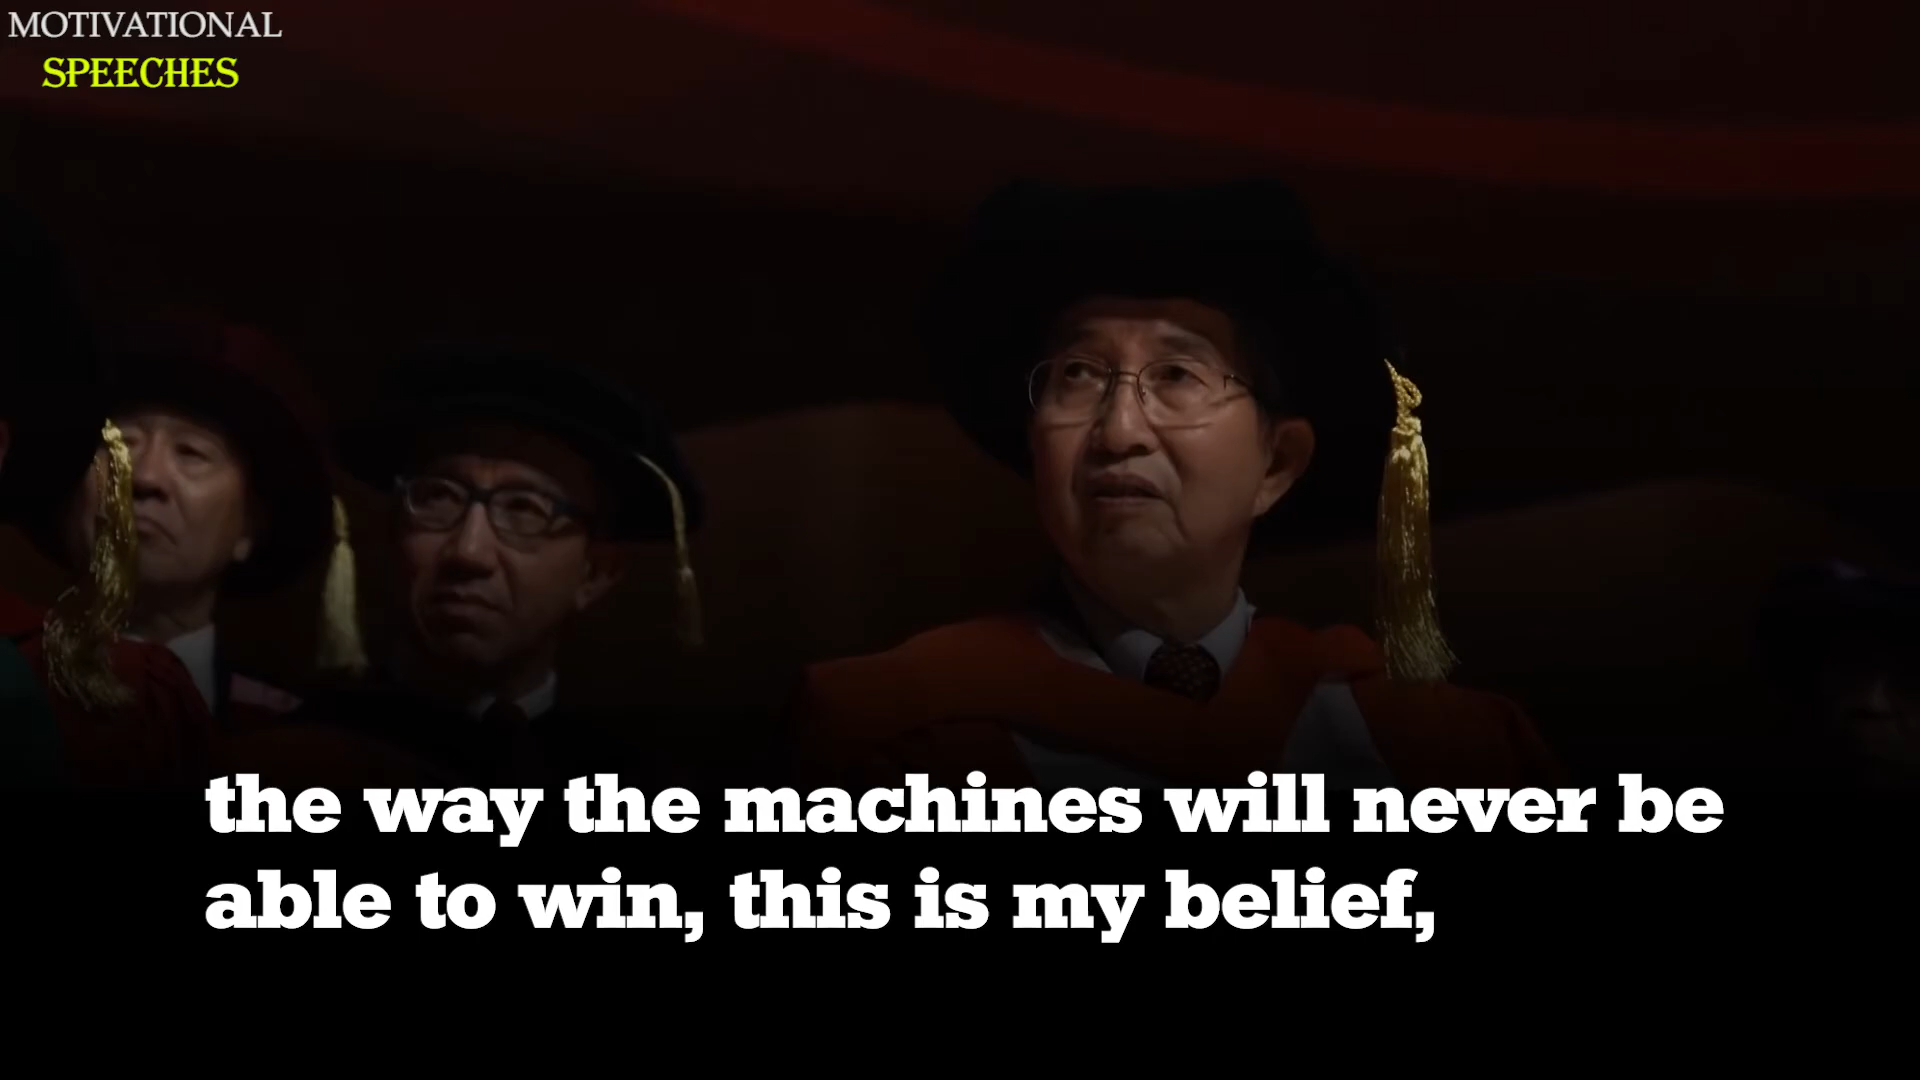 MOTIVATIONAL
SPEECHES
the way the machines will never be
able to win, this is my belief,